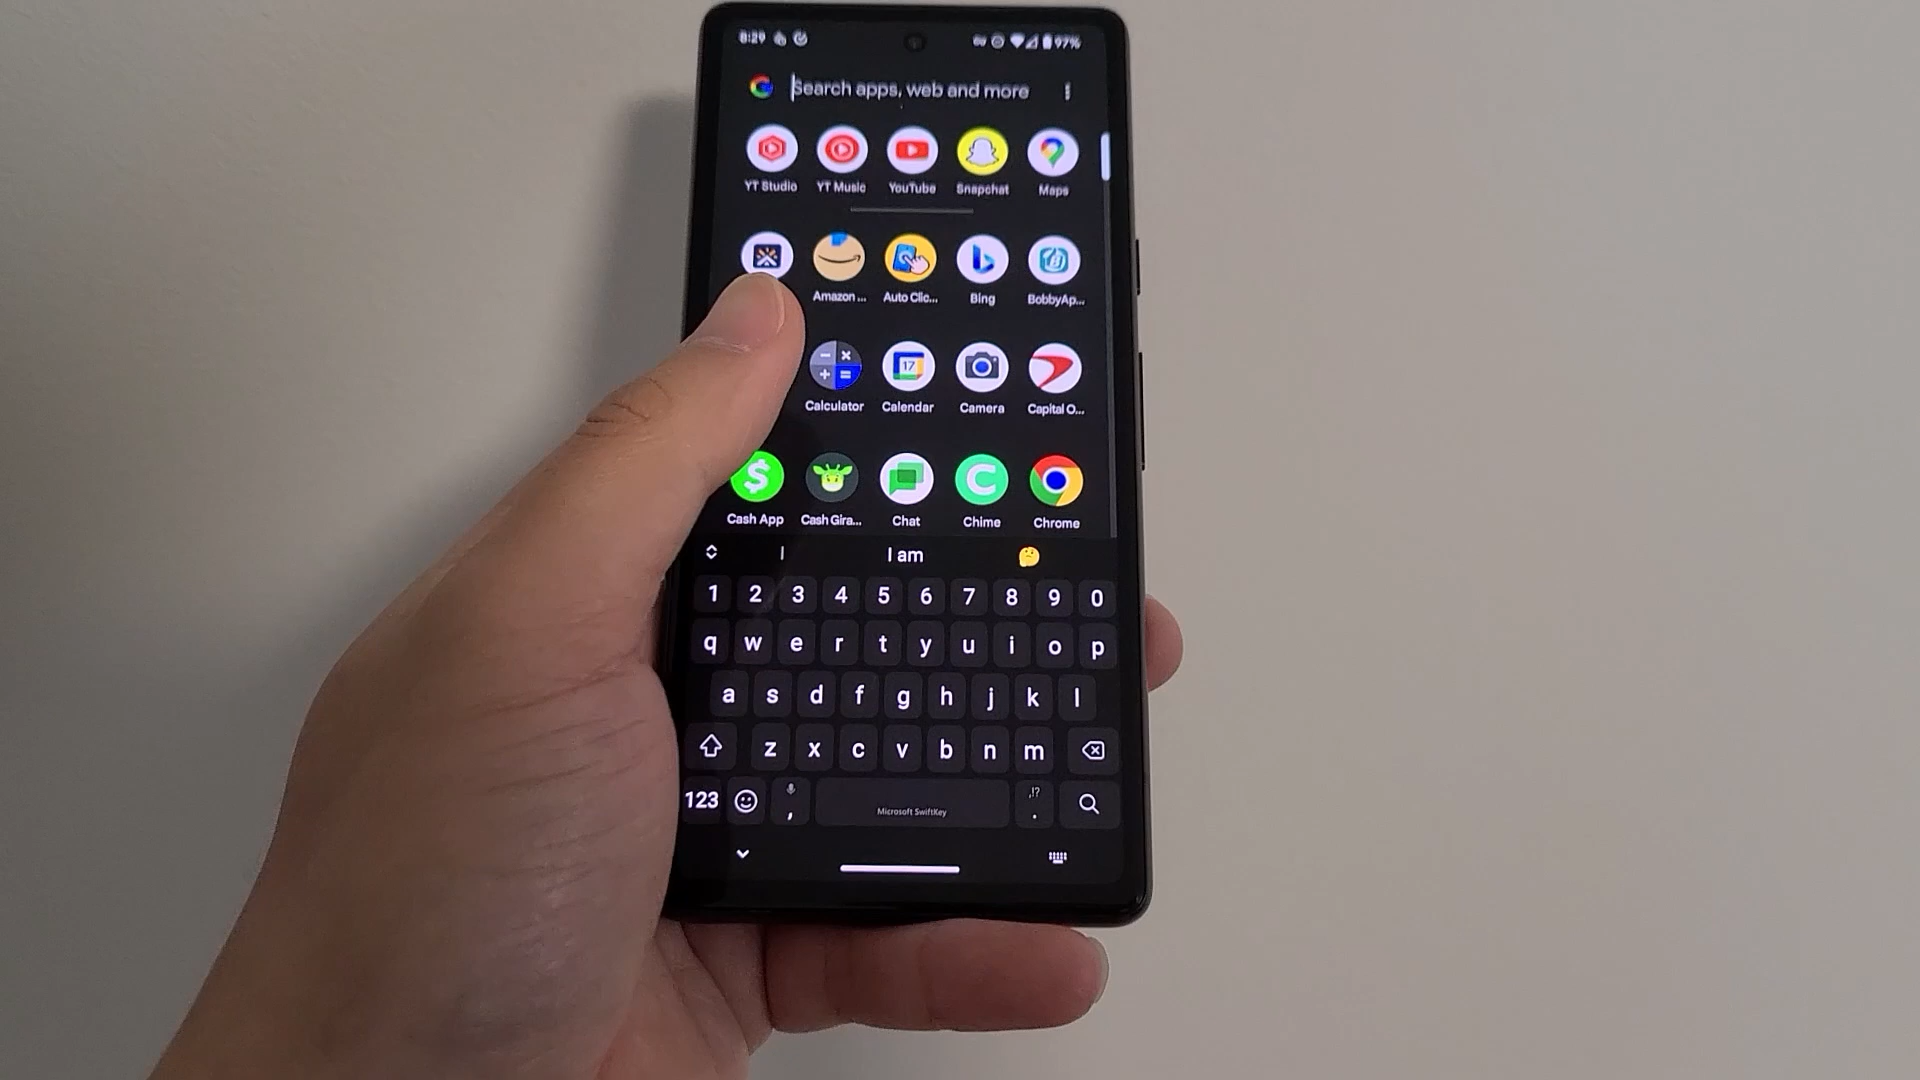 8:29 97%
Search apps, web and more
YT Studio YT Music YouTube Snapchat Maps
Amazon ... Auto Clic... Bing BobbyAp...
17
Calculator Calendar Camera Capital O...
$
Cash App Cash Gira... Chat Chime Chrome
I I am
1 2 3 4 5 6 7 8 9 0
q w e r t y u i o p
a s d f g h j k l
z x c v b n m
123 , Microsoft SwiftKey ,!? .